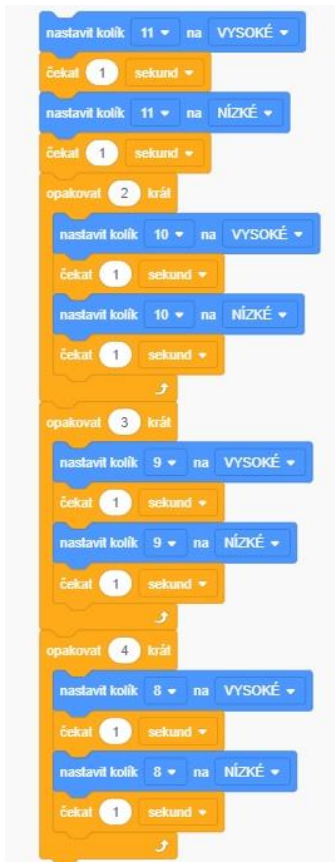 nastavit kolík 11 na VYSOKÉ
čekat 1 sekund
nastavit kolík 11 na NÍZKÉ
čekat 1 sekund
opakovat 2 krát
nastavit kolík 10 na VYSOKÉ
čekat 1 sekund
nastavit kolík 10 na NÍZKÉ
čekat 1 sekund
opakovat 3 krát
nastavit kolík 9 na VYSOKÉ
čekat 1 sekund
nastavit kolík 9 na NÍZKÉ
čekat 1 sekund
opakovat 4 krát
nastavit kolík 8 na VYSOKÉ
čekat 1 sekund
nastavit kolík 8 na NÍZKÉ
čekat 1 sekund